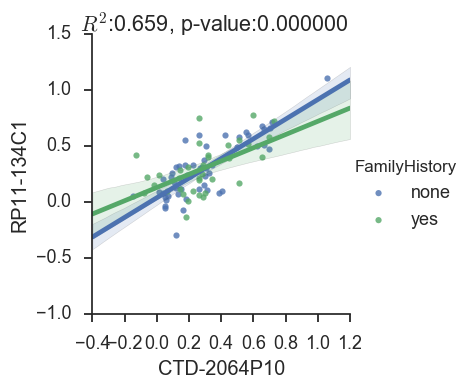 R²:0.659, p-value:0.000000
1.5
1.0
0.5
0.0
−0.5
−1.0
RP11-134C1
−0.4−0.2 0.0 0.2 0.4 0.6 0.8 1.0 1.2
CTD-2064P10
FamilyHistory
none
yes